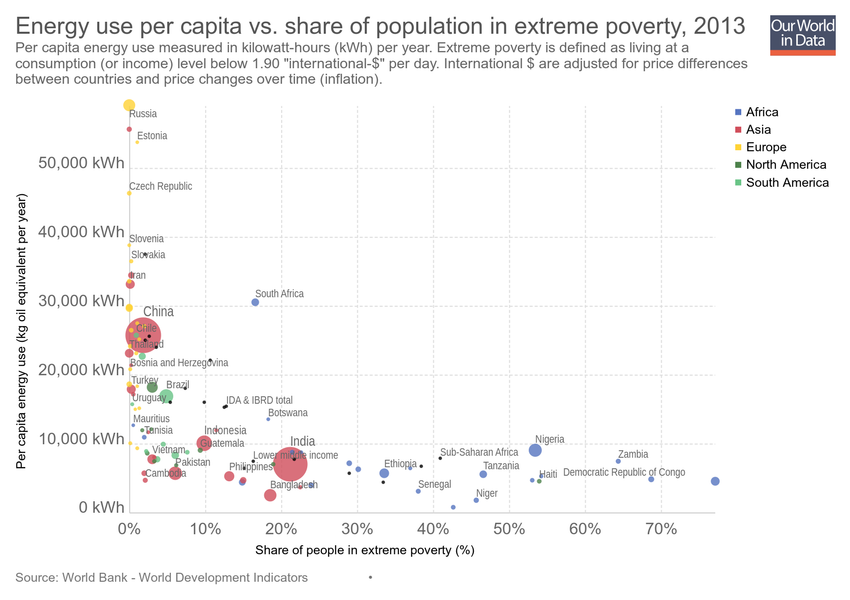 Energy use per capita vs. share of population in extreme poverty, 2013
Our World
in Data
Per capita energy use measured in kilowatt-hours (kWh) per year. Extreme poverty is defined as living at a
consumption (or income) level below 1.90 "international-$" per day. International $ are adjusted for price differences
between countries and price changes over time (inflation).
Africa
Asia
Europe
North America
South America
Per capita energy use (kg oil equivalent per year)
Russia
Estonia
50,000 kWh
Czech Republic
40,000 kWh
Slovenia
Slovakia
Iran
South Africa
30,000 kWh
China
Chile
Thailand
Bosnia and Herzegovina
20,000 kWh
Turkey
Brazil
Uruguay
IDA & IBRD total
Botswana
Mauritius
Tunisia
Indonesia
10,000 kWh
Guatemala
India
Nigeria
Vietnam
Lower middle income
Sub-Saharan Africa
Zambia
Pakistan
Philippines
Ethiopia
Tanzania
Cambodia
Haiti
Democratic Republic of Congo
Bangladesh
Senegal
Niger
0 kWh
0%
10%
20%
30%
40%
50%
60%
70%
Share of people in extreme poverty (%)
Source: World Bank - World Development Indicators